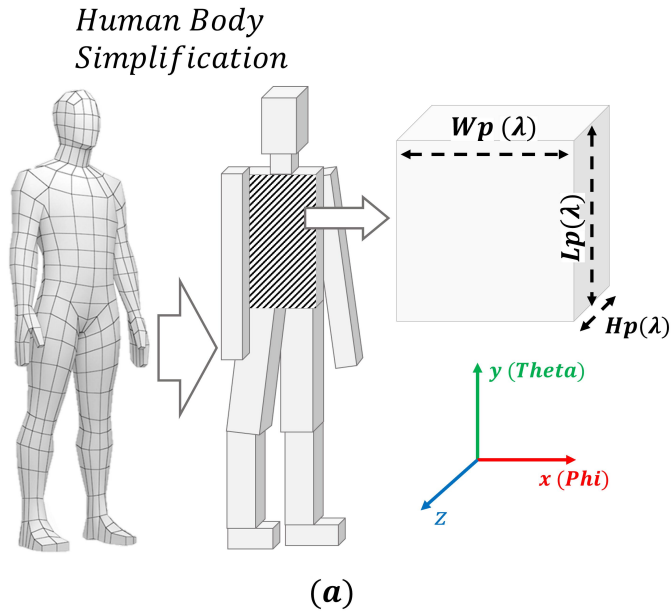 Human Body
Simplification
Wp (λ)
Lp(λ)
Hp(λ)
y (Theta)
x (Phi)
z
(a)